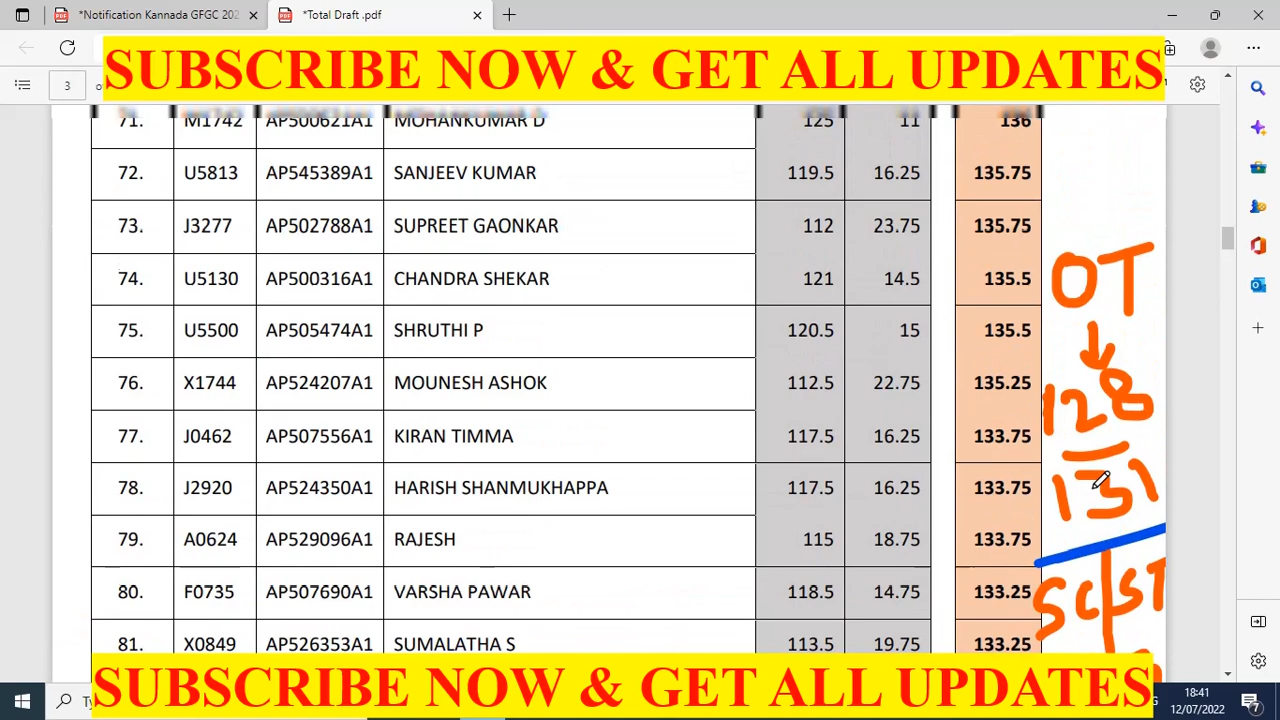 *Notification Kannada GFGC 202
*Total Draft .pdf
SUBSCRIBE NOW & GET ALL UPDATES
3
71. M1742 AP500621A1 MOHANKUMAR D 125 11 136
72. U5813 AP545389A1 SANJEEV KUMAR 119.5 16.25 135.75
73. J3277 AP502788A1 SUPREET GAONKAR 112 23.75 135.75
74. U5130 AP500316A1 CHANDRA SHEKAR 121 14.5 135.5
75. U5500 AP505474A1 SHRUTHI P 120.5 15 135.5
76. X1744 AP524207A1 MOUNESH ASHOK 112.5 22.75 135.25
77. J0462 AP507556A1 KIRAN TIMMA 117.5 16.25 133.75
78. J2920 AP524350A1 HARISH SHANMUKHAPPA 117.5 16.25 133.75
79. A0624 AP529096A1 RAJESH 115 18.75 133.75
80. F0735 AP507690A1 VARSHA PAWAR 118.5 14.75 133.25
81. X0849 AP526353A1 SUMALATHA S 113.5 19.75 133.25
OT
128
131
SC ST
SUBSCRIBE NOW & GET ALL UPDATES
Ty
G
18:41
12/07/2022
7